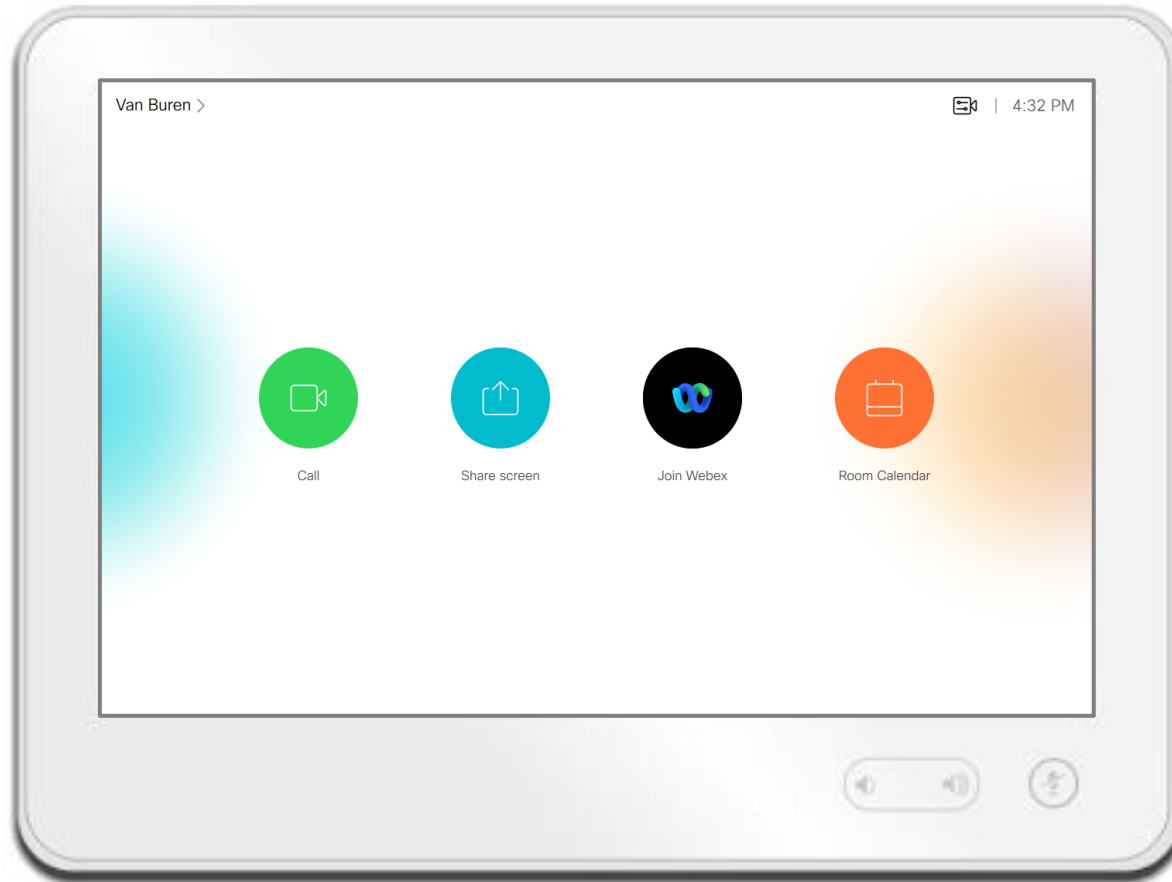 Van Buren
4:32 PM
Call
Share screen
Join Webex
Room Calendar